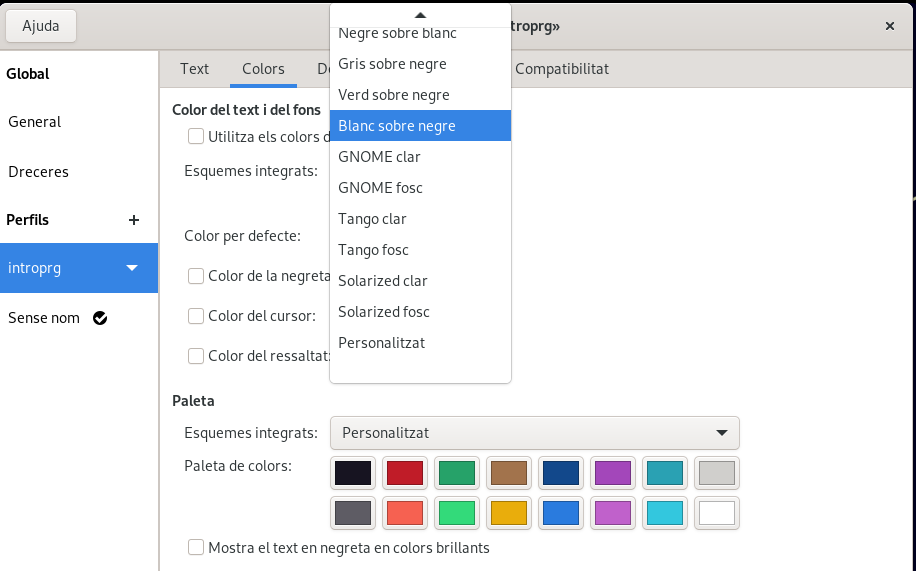 Ajuda
troprg»
Global
General
Dreceres
Perfils
introprg
Sense nom
Text
Colors
Compatibilitat
Color del text i del fons
Utilitza els colors
Esquemes integrats:
Color per defecte:
Color de la negreta
Color del cursor:
Color del ressaltat:
Negre sobre blanc
Gris sobre negre
Verd sobre negre
Blanc sobre negre
GNOME clar
GNOME fosc
Tango clar
Tango fosc
Solarized clar
Solarized fosc
Personalitzat
Paleta
Esquemes integrats: Personalitzat
Paleta de colors:
Mostra el text en negreta en colors brillants